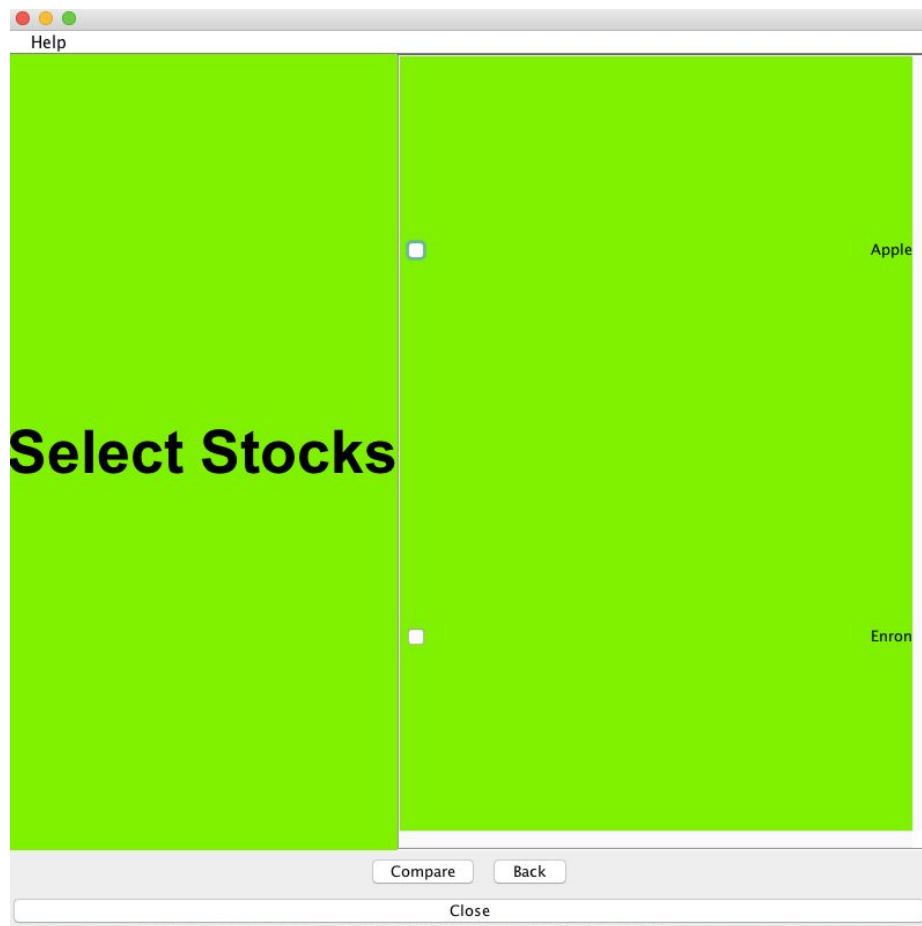 Help
Apple
Select Stocks
Enron
Compare Back
Close